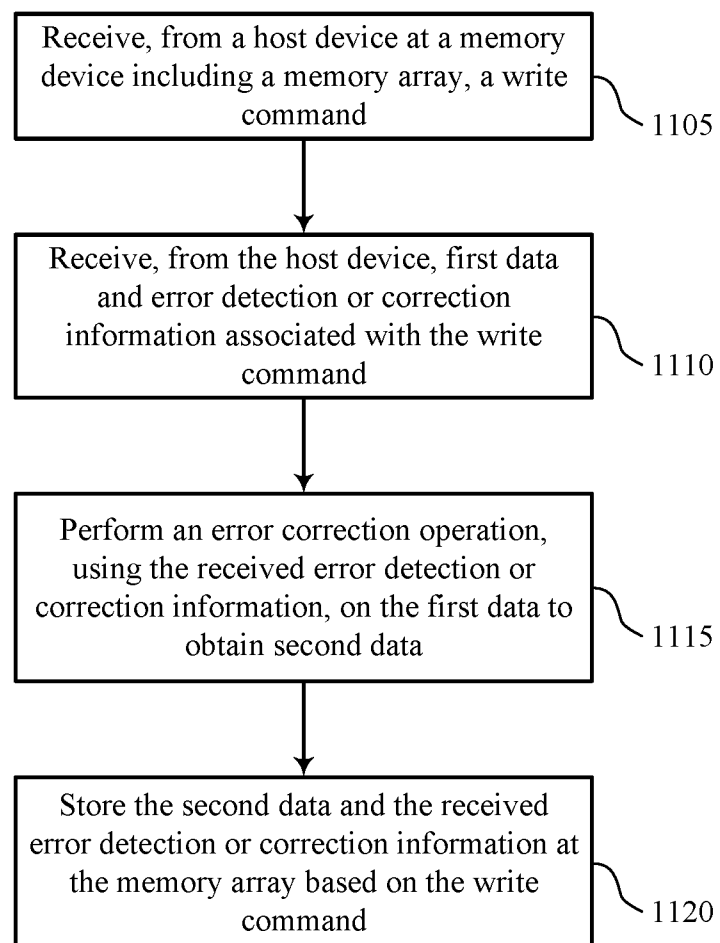 Receive, from a host device at a memory
device including a memory array, a write
command
1105
Receive, from the host device, first data
and error detection or correction
information associated with the write
command
1110
Perform an error correction operation,
using the received error detection or
correction information, on the first data to
obtain second data
1115
Store the second data and the received
error detection or correction information at
the memory array based on the write
command
1120